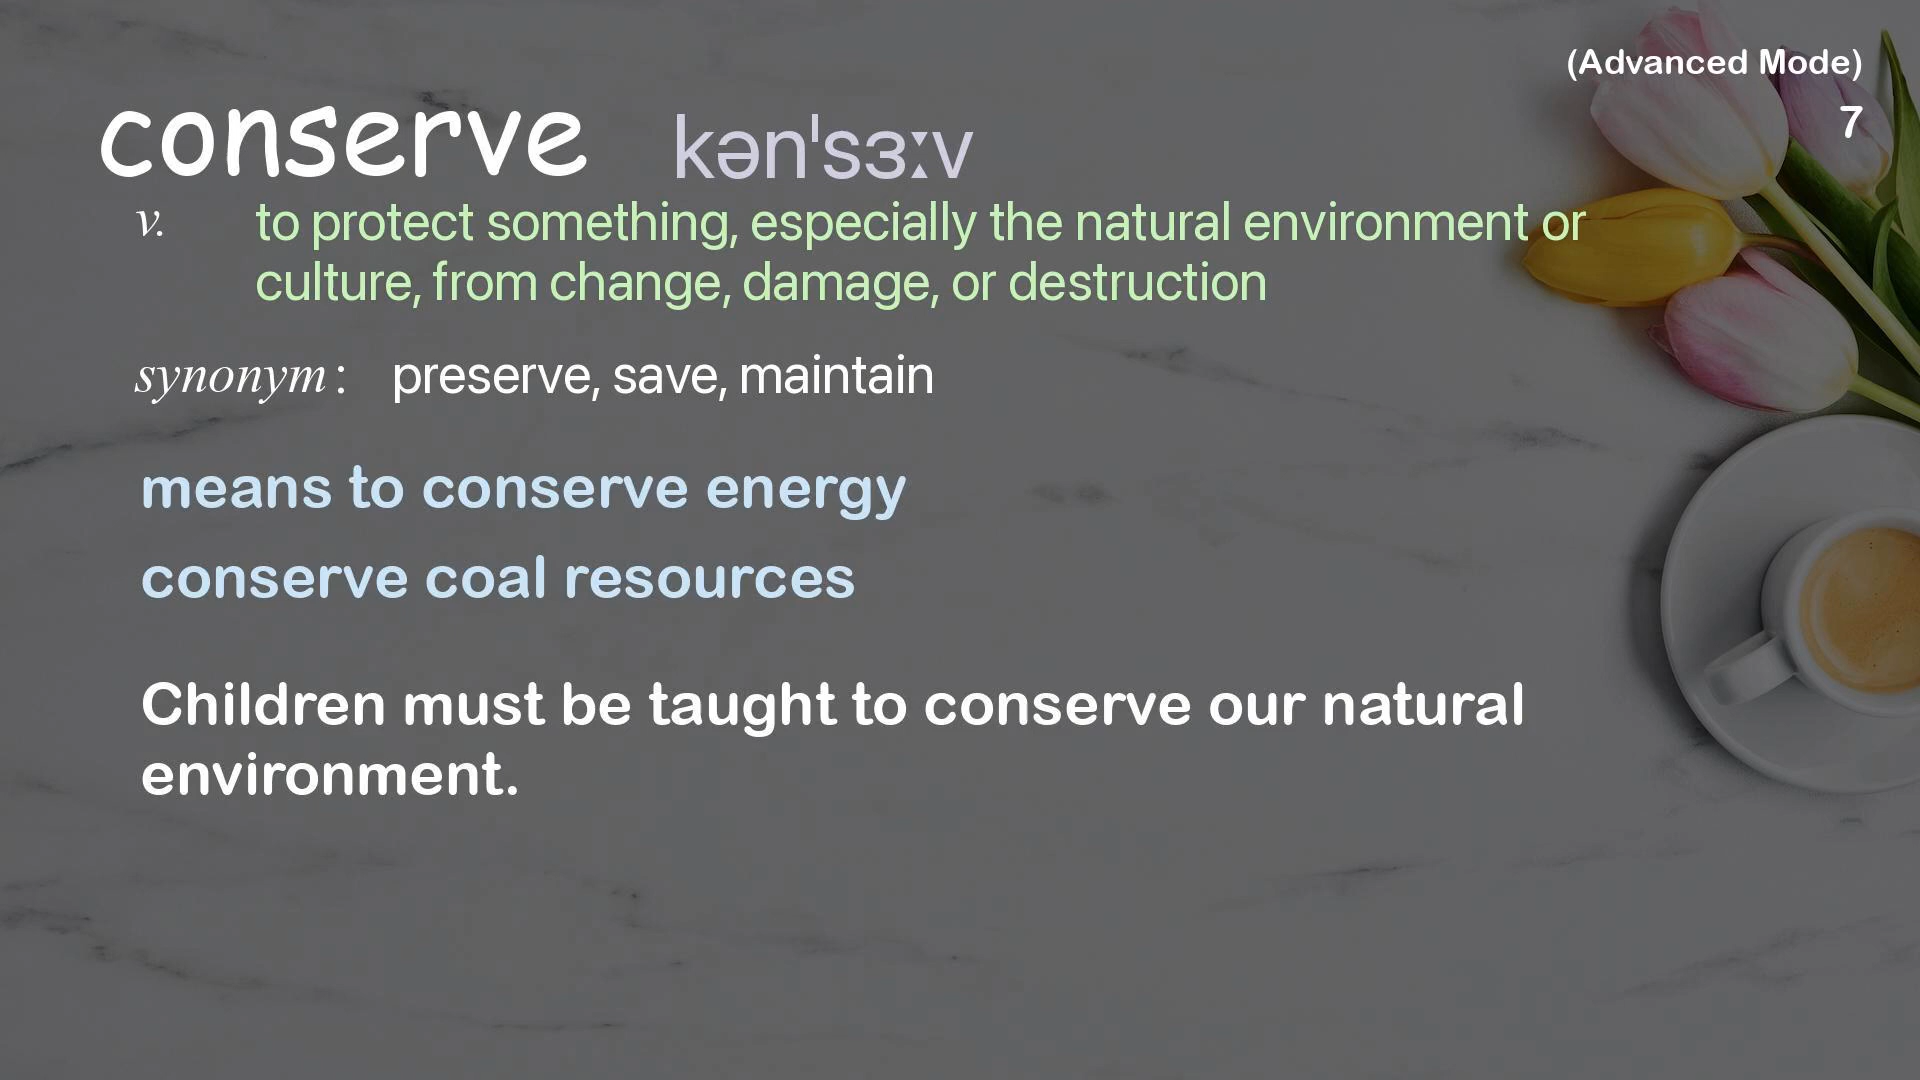 (Advanced Mode)
7
conserve kən'sɜːv
v. to protect something, especially the natural environment or
culture, from change, damage, or destruction
synonym: preserve, save, maintain
means to conserve energy
conserve coal resources
Children must be taught to conserve our natural
environment.